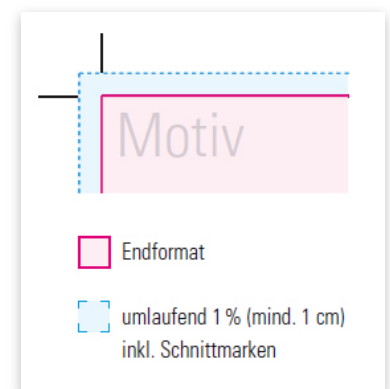 Motiv
Endformat
umlaufend 1 % (mind. 1 cm)
inkl. Schnittmarken